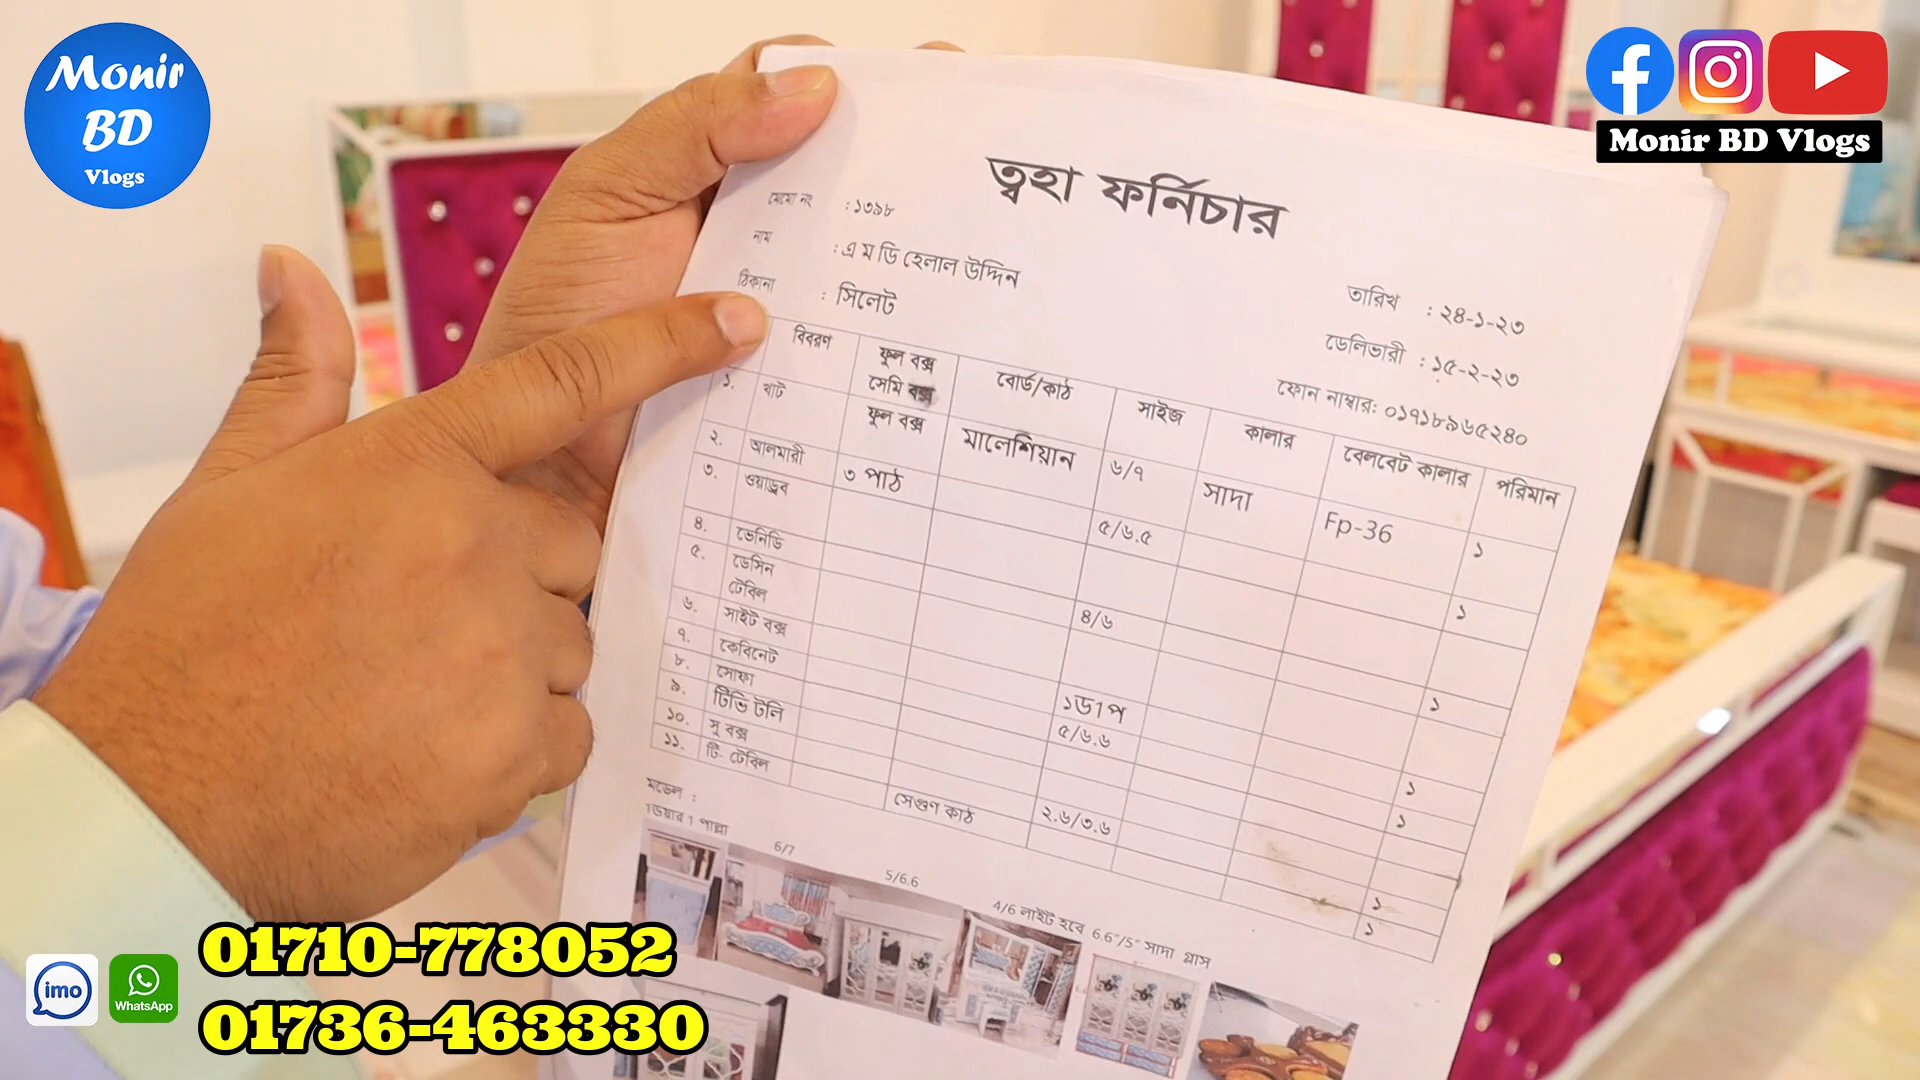 Monir
BD
Vlogs
Monir BD Vlogs
ত্বহা ফর্নিচার
মেমো নং : ১৩৯৮
নাম : এ ম ডি হেলাল উদ্দিন
ঠিকানা : সিলেট
তারিখ : ২৪-১-২৩
ডেলিভারী : ১৫-২-২৩
ফোন নাম্বার: ০১৭১৮৯৬৫২৪০
বিবরণ ফুল বক্স সেমি বক্স বোর্ড/কাঠ সাইজ কালার বেলবেট কালার পরিমান
১. খাট ফুল বক্স মালেশিয়ান ৬/৭ সাদা Fp-36 ১
২. আলমারী ৩ পাঠ ৫/৬.৫ ১
৩. ওয়াড্রব ৪/৬ ১
৪. ভেনিডি
৫. ডেসিন টেবিল
৬. সাইট বক্স ১ডাপ ১
৭. কেবিনেট ৫/৬.৬ ১
৮. সোফা
৯. টিভি টলি
১০. সু বক্স ১
১১. টি- টেবিল সেগুণ কাঠ ২.৬/৩.৬ ১
মডেল :
1ডয়ার 1 পাল্লা
6/7
5/6.6
4/6 লাইট হবে 6.6"/5" সাদা গ্লাস
imo
WhatsApp
01710-778052
01736-463330